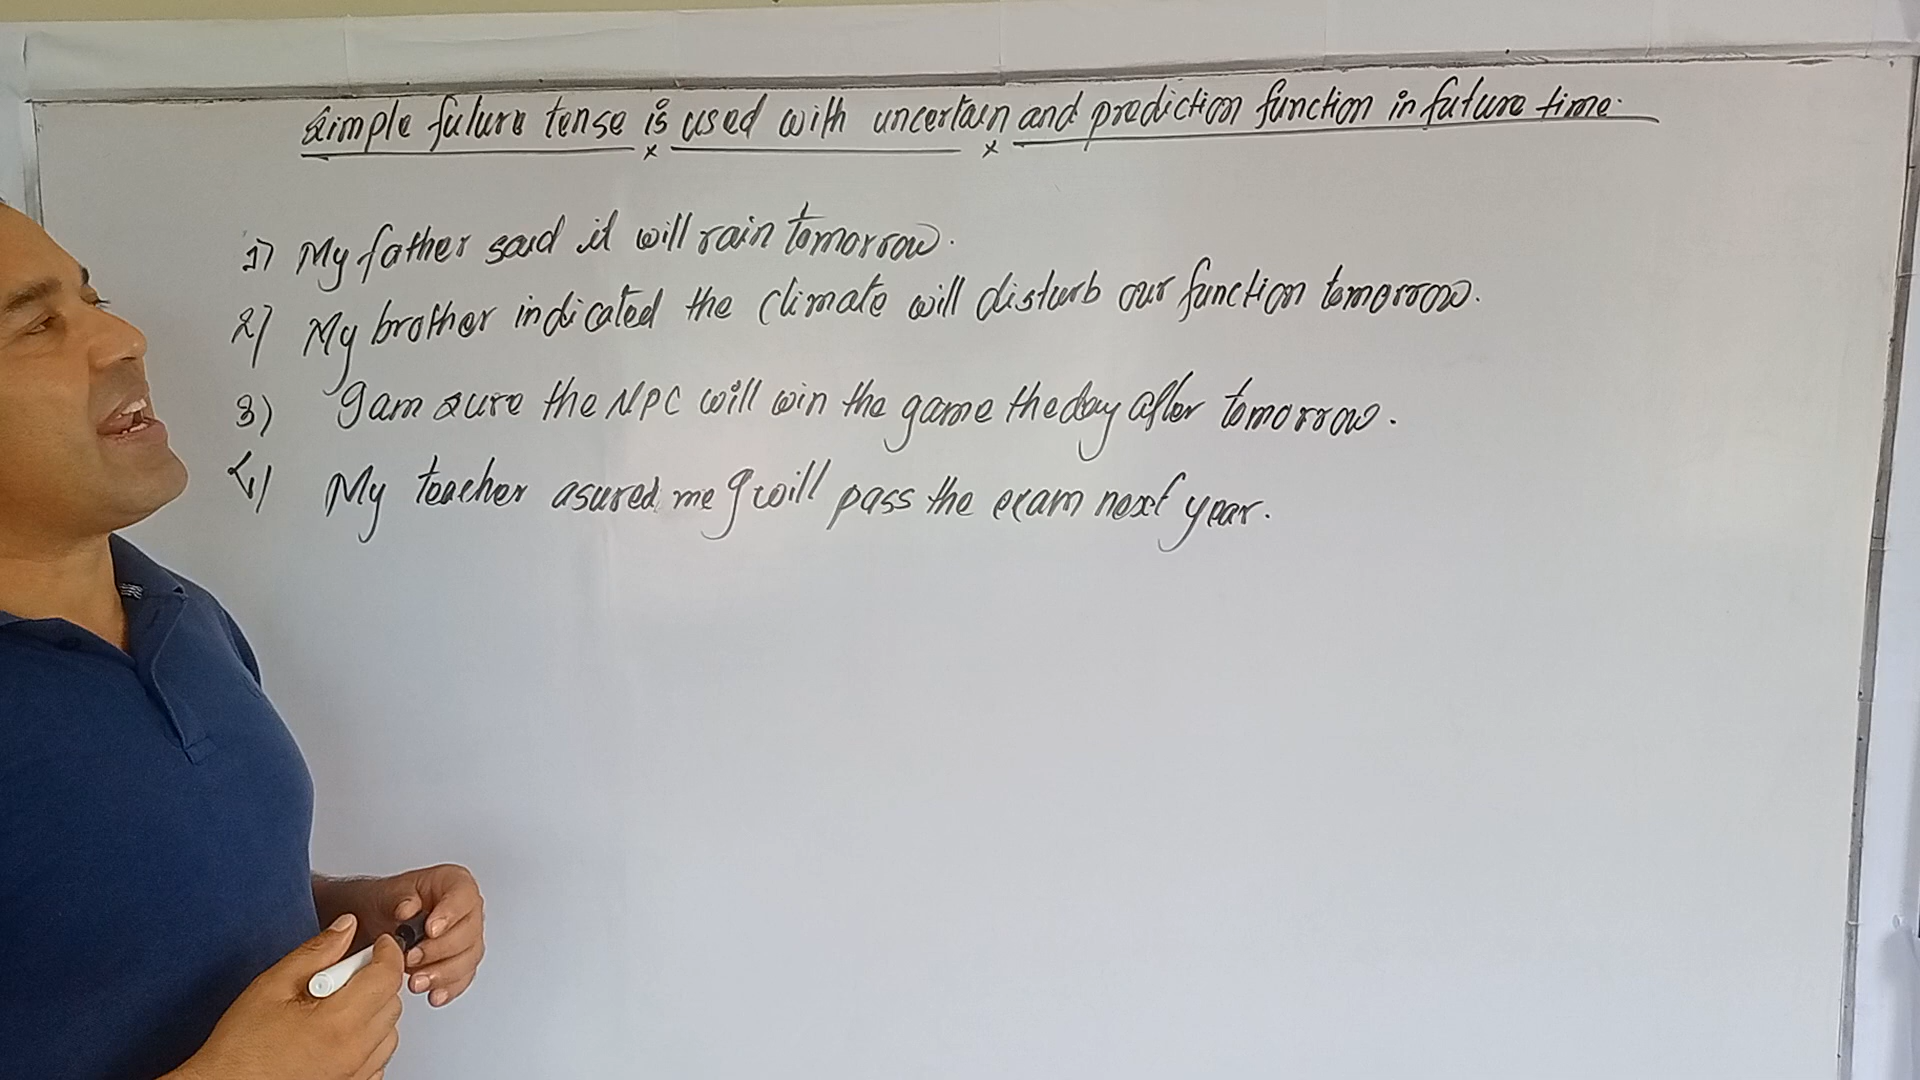 Simple future tense is used with uncertain and prediction function in future time.
1) My father said it will rain tomorrow.
2) My brother indicated the climate will disturb our function tomorrow.
3) I am sure the NPC will win the game the day after tomorrow.
4) My teacher asured me I will pass the exam next year.